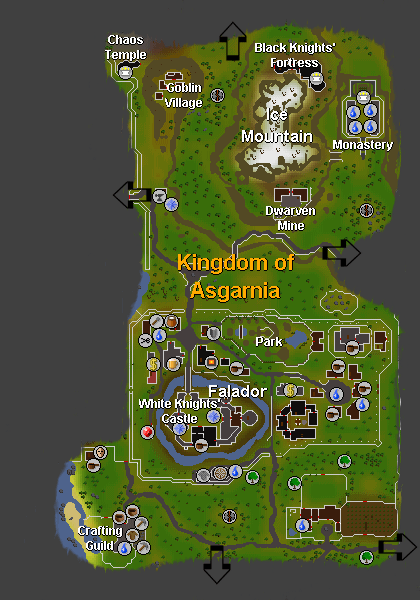 Chaos
Temple
Black Knights'
Fortress
Goblin
Village
Ice
Mountain
Monastery
Dwarven
Mine
Kingdom of
Asgarnia
Park
Falador
White Knights'
Castle
Crafting
Guild